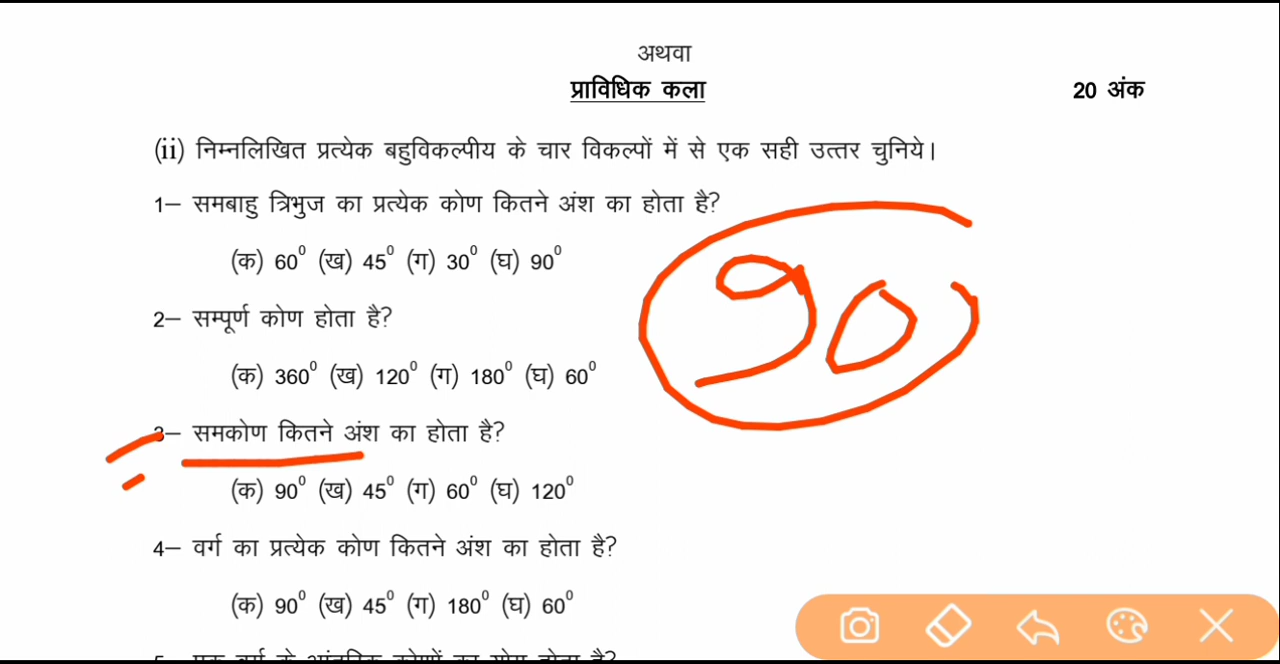 अथवा
प्राविधिक कला 20 अंक
(ii) निम्नलिखित प्रत्येक बहुविकल्पीय के चार विकल्पों में से एक सही उत्तर चुनिये।
1– समबाहु त्रिभुज का प्रत्येक कोण कितने अंश का होता है?
(क) 60⁰ (ख) 45⁰ (ग) 30⁰ (घ) 90⁰
90
2– सम्पूर्ण कोण होता है?
(क) 360⁰ (ख) 120⁰ (ग) 180⁰ (घ) 60⁰
3– समकोण कितने अंश का होता है?
(क) 90⁰ (ख) 45⁰ (ग) 60⁰ (घ) 120⁰
4– वर्ग का प्रत्येक कोण कितने अंश का होता है?
(क) 90⁰ (ख) 45⁰ (ग) 180⁰ (घ) 60⁰